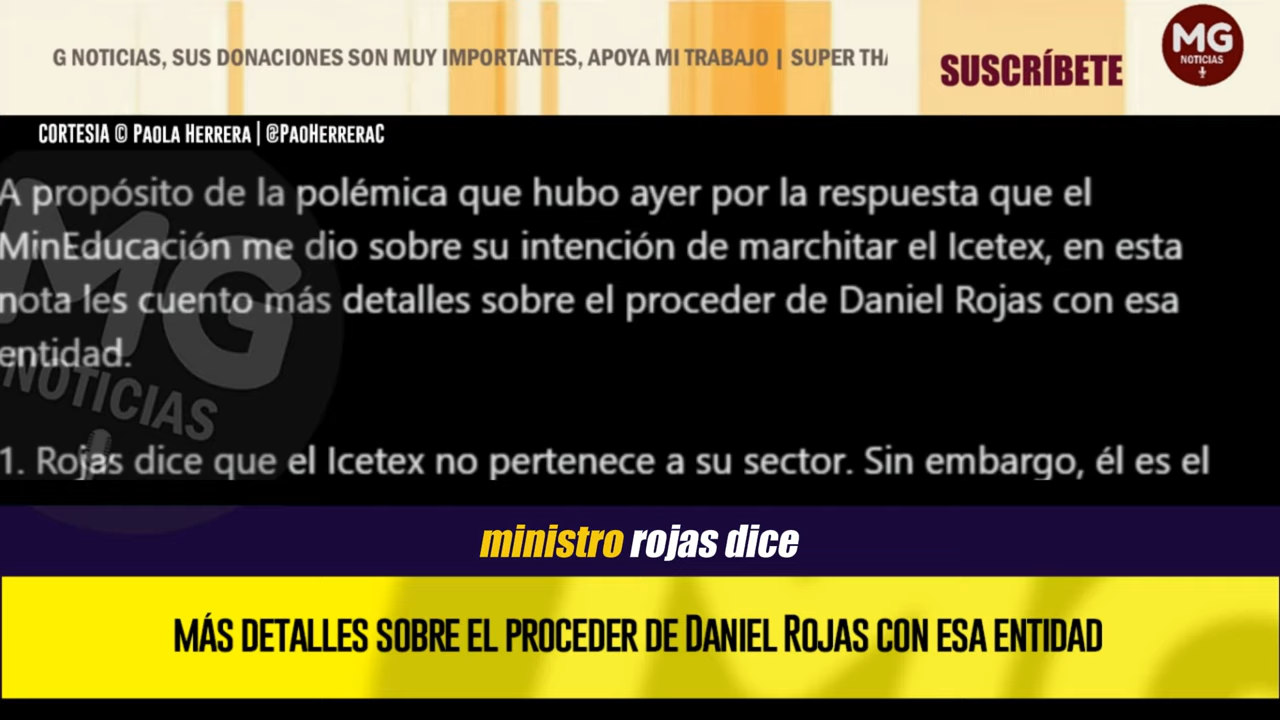 G NOTICIAS, SUS DONACIONES SON MUY IMPORTANTES, APOYA MI TRABAJO | SUPER THA
SUSCRÍBETE
MG
NOTICIAS
CORTESIA © PAOLA HERRERA | @PAOHERRERAC
A propósito de la polémica que hubo ayer por la respuesta que el
MinEducación me dio sobre su intención de marchitar el Icetex, en esta
nota les cuento más detalles sobre el proceder de Daniel Rojas con esa
entidad.
MG
NOTICIAS
1. Rojas dice que el Icetex no pertenece a su sector. Sin embargo, él es el
ministro rojas dice
MÁS DETALLES SOBRE EL PROCEDER DE DANIEL ROJAS CON ESA ENTIDAD